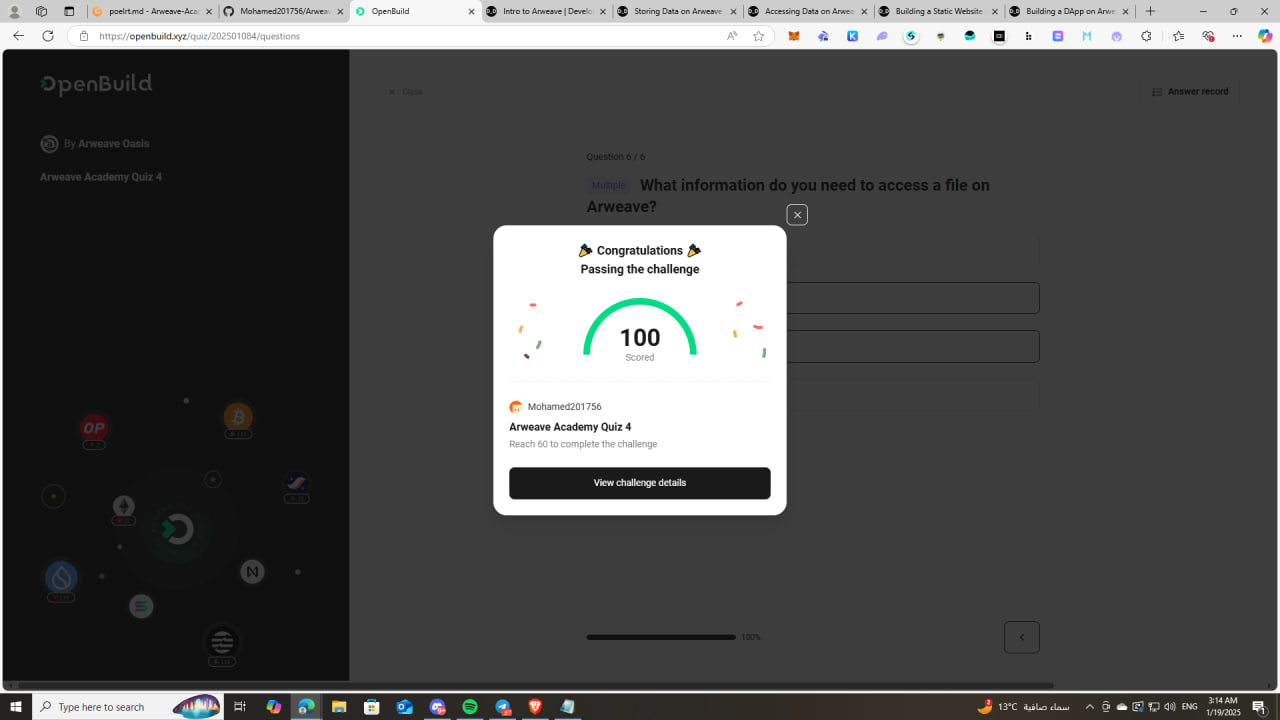 poelrt.md - Arweave-Aca
Mohamed201756/Arweav
OpenBuild
Intro to Arweave | Develo
Storing Data on Arweave
Accessing Data on Arwea
Building a Static Website
Building a DApp on Arwe
https://openbuild.xyz/quiz/202501084/questions
OpenBuild
Close
Answer record
By Arweave Oasis
Arweave Academy Quiz 4
Question 6 / 6
Multiple What information do you need to access a file on
Arweave?
Congratulations
Passing the challenge
100
Scored
Mohamed201756
Arweave Academy Quiz 4
Reach 60 to complete the challenge
View challenge details
OP
100%
Type here to search
13°C سماء صافية
ENG
3:14 AM
1/19/2025